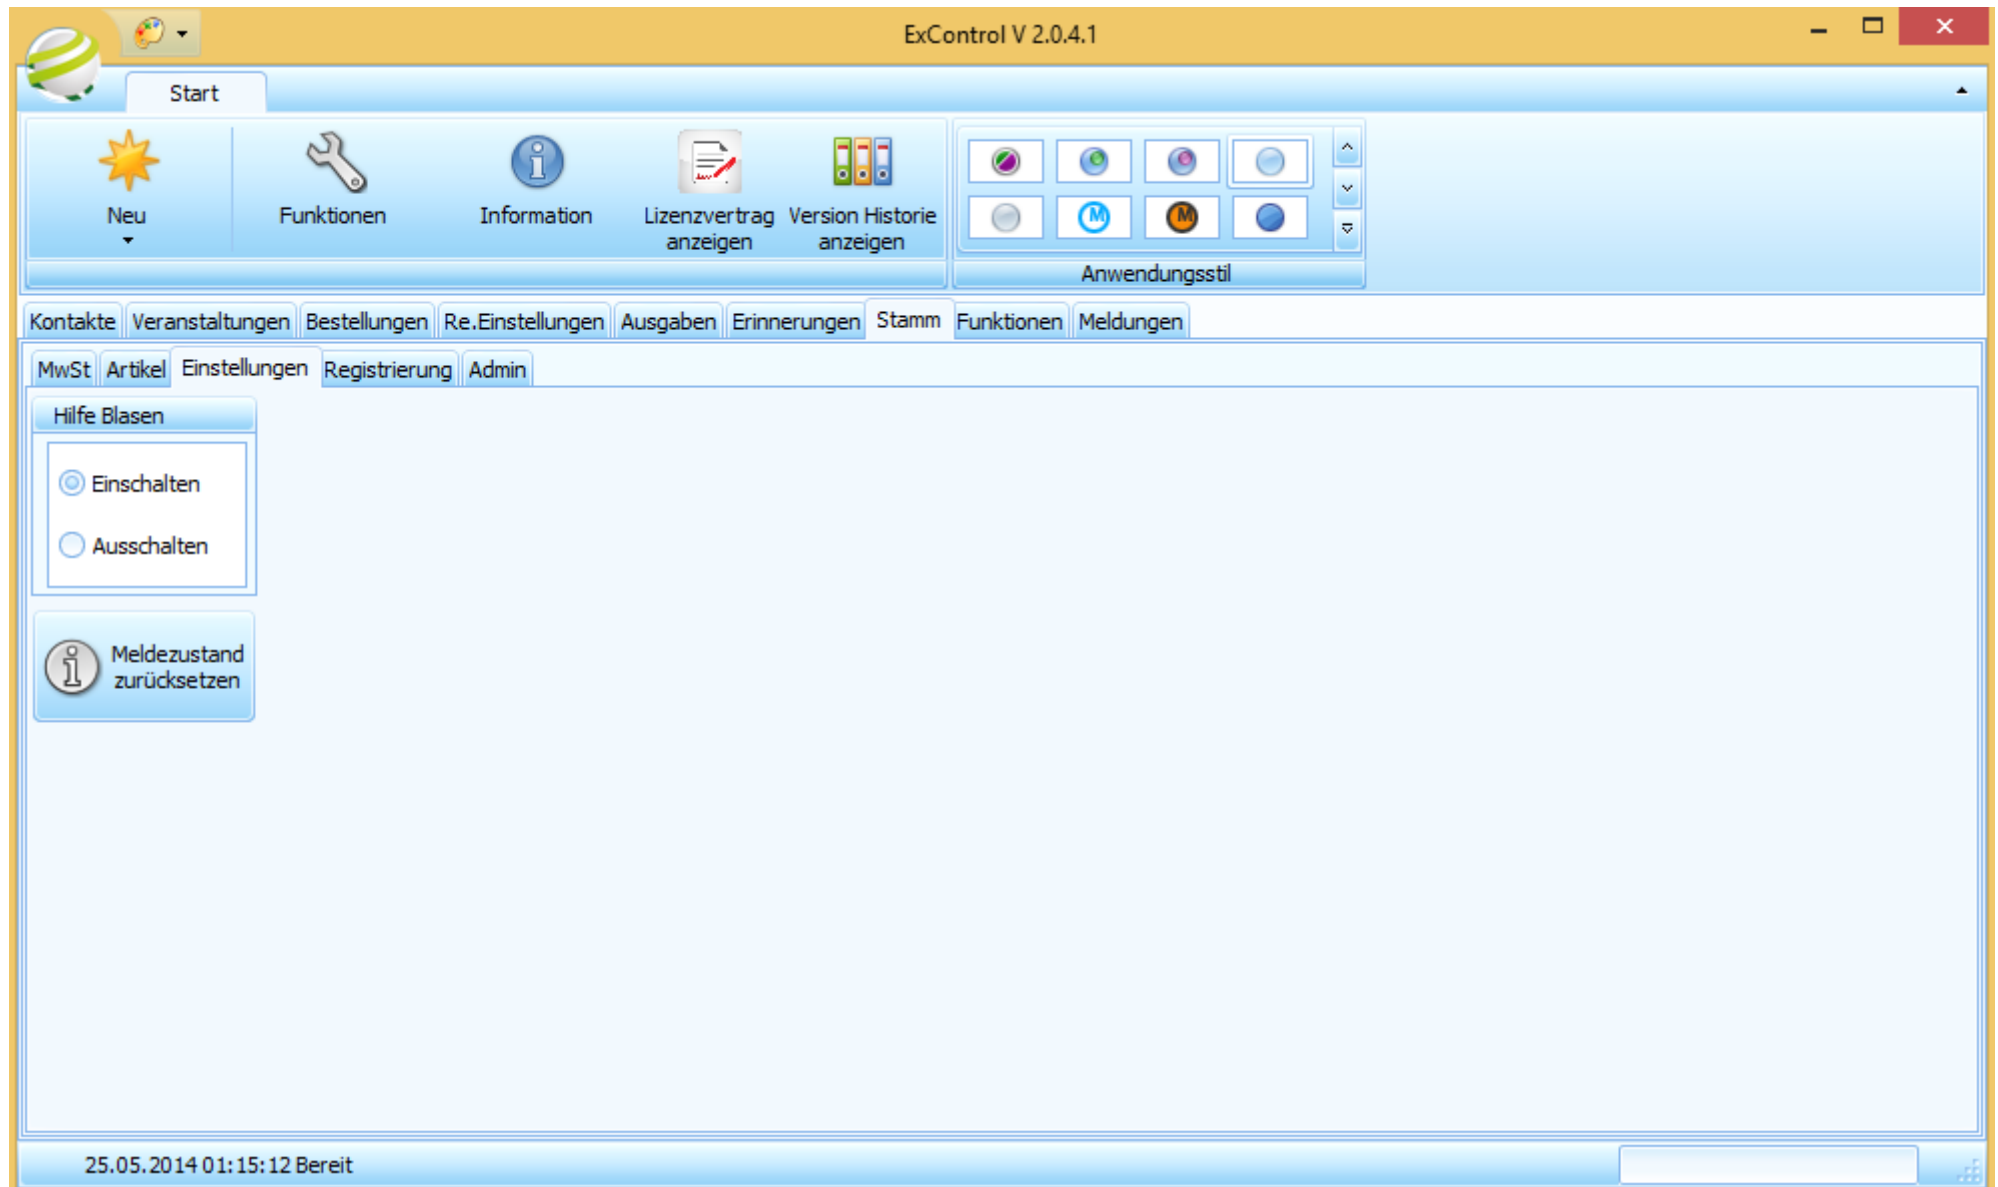 ExControl V 2.0.4.1
Start
Neu
Funktionen
Information
Lizenzvertrag
anzeigen
Version Historie
anzeigen
M
M
Anwendungsstil
Kontakte Veranstaltungen Bestellungen Re.Einstellungen Ausgaben Erinnerungen Stamm Funktionen Meldungen
MwSt Artikel Einstellungen Registrierung Admin
Hilfe Blasen
Einschalten
Ausschalten
Meldezustand
zurücksetzen
25.05.2014 01:15:12 Bereit